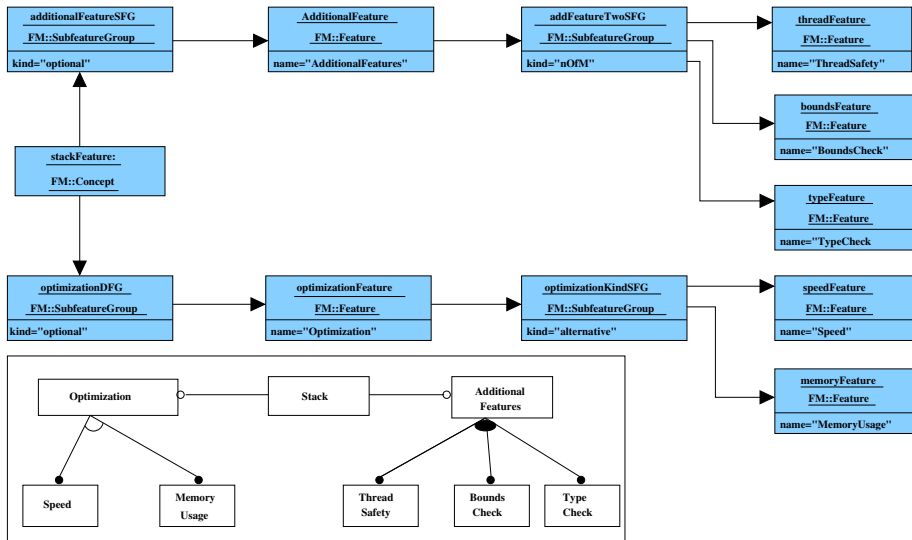 additionalFeatureSFG
FM::SubfeatureGroup
kind="optional"
AdditionalFeature
FM::Feature
name="AdditionalFeatures"
addFeatureTwoSFG
FM::SubfeatureGroup
kind="nOfM"
threadFeature
FM::Feature
name="ThreadSafety"
boundsFeature
FM::Feature
name="BoundsCheck"
stackFeature:
FM::Concept
typeFeature
FM::Feature
name="TypeCheck
optimizationDFG
FM::SubfeatureGroup
kind="optional"
optimizationFeature
FM::Feature
name="Optimization"
optimizationKindSFG
FM::SubfeatureGroup
kind="alternative"
speedFeature
FM::Feature
name="Speed"
memoryFeature
FM::Feature
name="MemoryUsage"
Optimization
Stack
Additional
Features
Speed
Memory
Usage
Thread
Safety
Bounds
Check
Type
Check